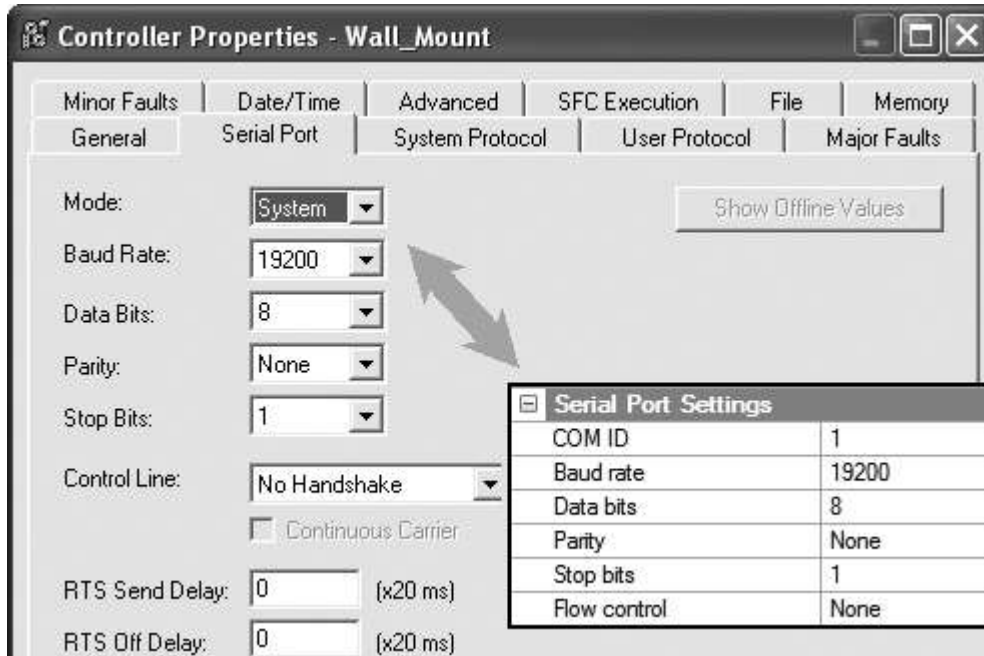 Controller Properties - Wall_Mount
Minor Faults Date/Time Advanced SFC Execution File Memory
General Serial Port System Protocol User Protocol Major Faults
Mode: System Show Offline Values
Baud Rate: 19200
Data Bits: 8
Parity: None
Stop Bits: 1
Control Line: No Handshake
Continuous Carrier
RTS Send Delay: 0 (x20 ms)
RTS Off Delay: 0 (x20 ms)
Serial Port Settings
COM ID 1
Baud rate 19200
Data bits 8
Parity None
Stop bits 1
Flow control None